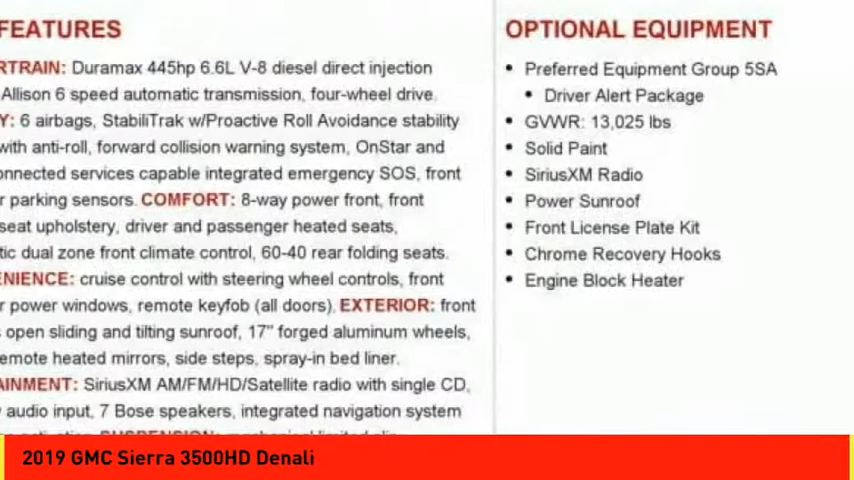 FEATURES
RTRAIN: Duramax 445hp 6.6L V-8 diesel direct injection
Allison 6 speed automatic transmission, four-wheel drive.
Y: 6 airbags, StabiliTrak w/Proactive Roll Avoidance stability
with anti-roll, forward collision warning system, OnStar and
onnected services capable integrated emergency SOS, front
r parking sensors. COMFORT: 8-way power front, front
seat upholstery, driver and passenger heated seats,
tic dual zone front climate control, 60-40 rear folding seats.
ENIENCE: cruise control with steering wheel controls, front
r power windows, remote keyfob (all doors). EXTERIOR: front
s open sliding and tilting sunroof, 17" forged aluminum wheels,
emote heated mirrors, side steps, spray-in bed liner.
AINMENT: SiriusXM AM/FM/HD/Satellite radio with single CD,
audio input, 7 Bose speakers, integrated navigation system
OPTIONAL EQUIPMENT
• Preferred Equipment Group 5SA
• Driver Alert Package
• GVWR: 13,025 lbs
• Solid Paint
• SiriusXM Radio
• Power Sunroof
• Front License Plate Kit
• Chrome Recovery Hooks
• Engine Block Heater
2019 GMC Sierra 3500HD Denali